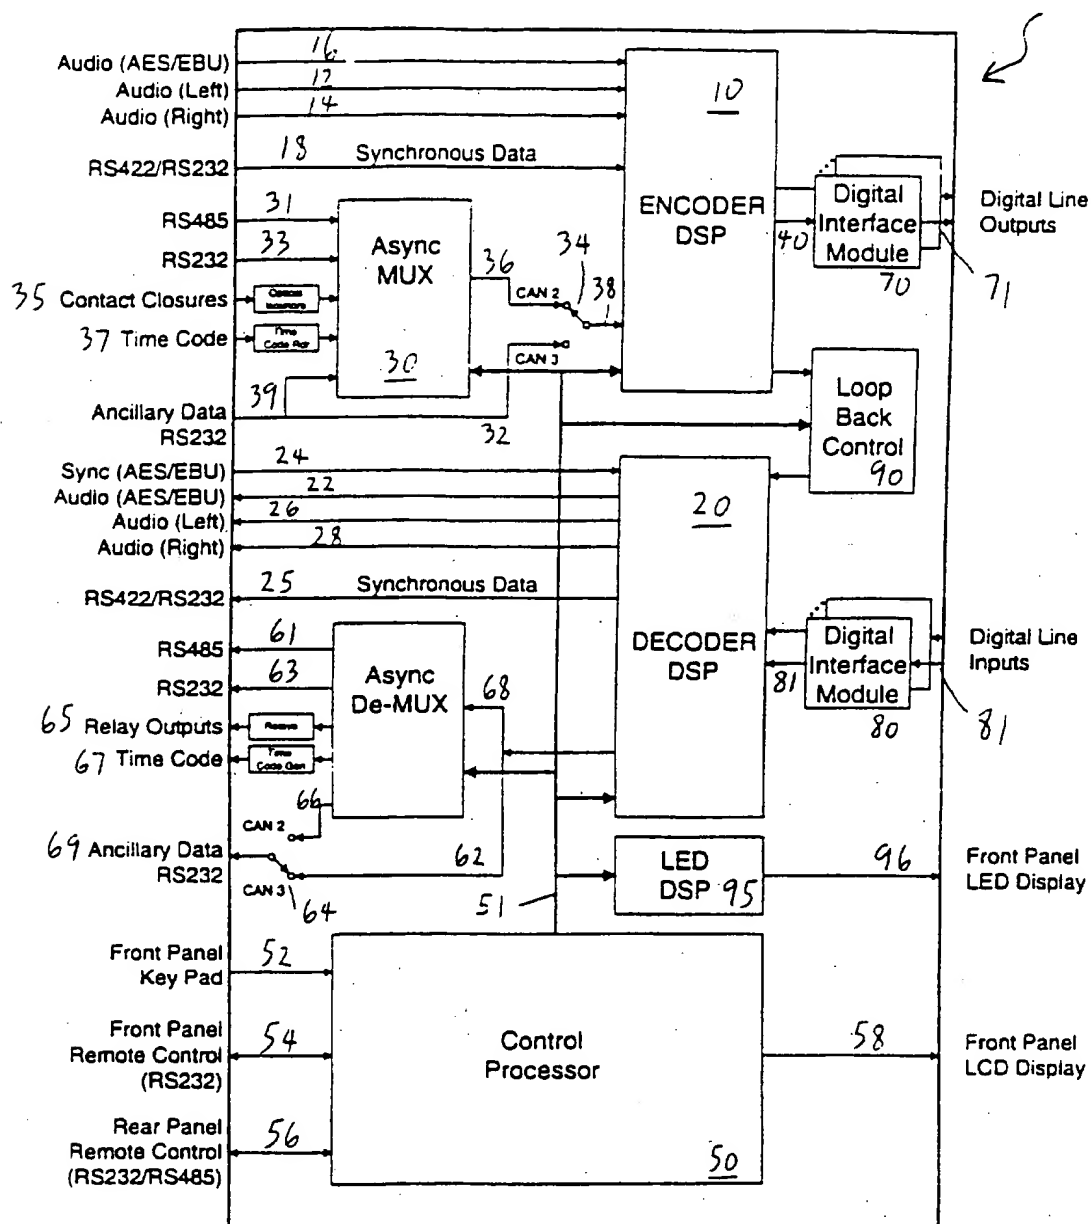 16
Audio (AES/EBU)
12
Audio (Left)
14
Audio (Right)
10
18 Synchronous Data
RS422/RS232
31
RS485
33
RS232
Async
MUX
30
35 Contact Closures
37 Time Code
Time
Code Rdr
39
Ancillary Data
RS232
32
36
34
38
CAN 2
CAN 3
ENCODER
DSP
40
Digital
Interface
Module
70
71
Digital Line
Outputs
Loop
Back
Control
90
24
Sync (AES/EBU)
22
Audio (AES/EBU)
26
Audio (Left)
28
Audio (Right)
20
25 Synchronous Data
RS422/RS232
61
RS485
63
RS232
Async
De-MUX
68
65 Relay Outputs
67 Time Code
Time
Code Gen
66
CAN 2
69 Ancillary Data
RS232
CAN 3
64
62
DECODER
DSP
81
Digital
Interface
Module
80
81
Digital Line
Inputs
LED
DSP 95
96
Front Panel
LED Display
51
Front Panel
Key Pad
52
Front Panel
Remote Control
(RS232)
54
Control
Processor
50
58
Front Panel
LCD Display
Rear Panel
Remote Control
(RS232/RS485)
56